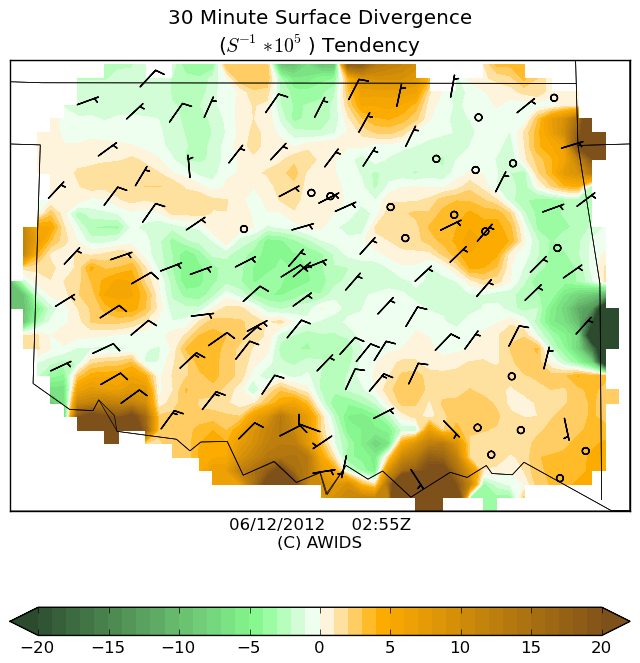 30 Minute Surface Divergence
(S⁻¹ * 10⁵ ) Tendency
06/12/2012 02:55Z
(C) AWIDS
−20 −15 −10 −5 0 5 10 15 20